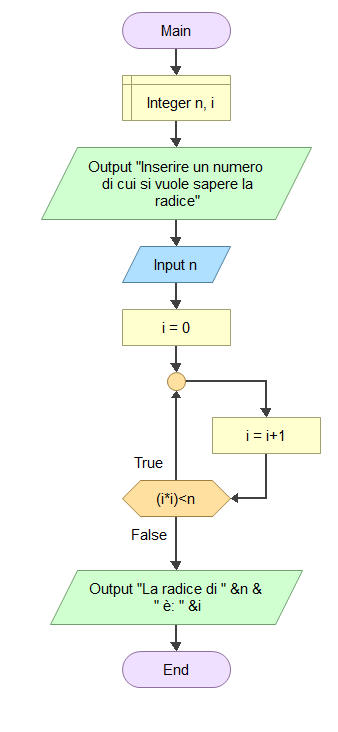 Main
Integer n, i
Output "Inserire un numero
di cui si vuole sapere la
radice"
Input n
i = 0
i = i+1
True
(i*i)<n
False
Output "La radice di " &n &
" è: " &i
End